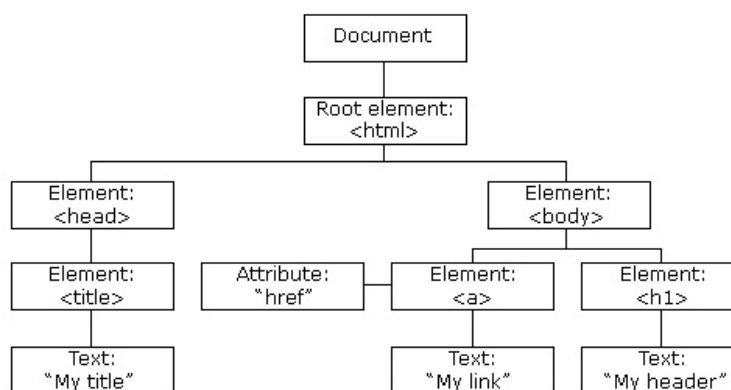 Document
Root element:
<html>
Element:
<head>
Element:
<body>
Element:
<title>
Attribute:
“href”
Element:
<a>
Element:
<h1>
Text:
“My title”
Text:
“My link”
Text:
“My header”